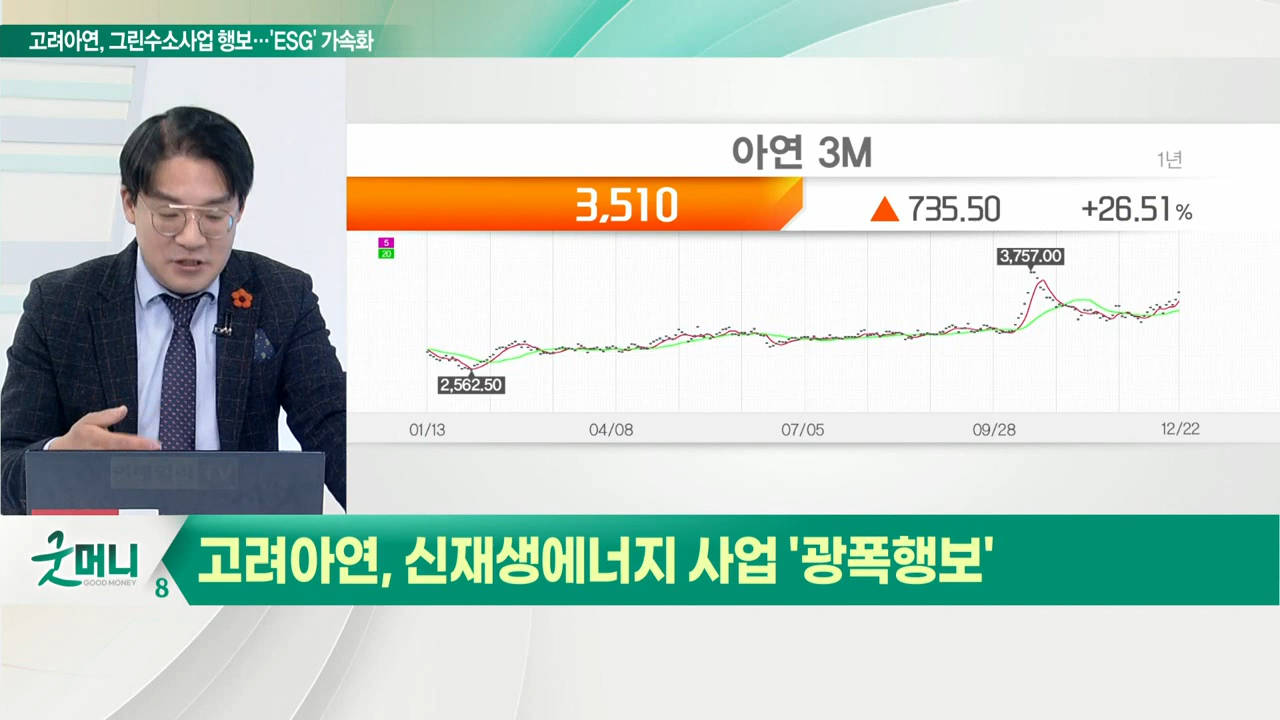 고려아연, 그린수소사업 행보…'ESG' 가속화
아연 3M
1년
3,510
▲ 735.50
+26.51%
5
20
3,757.00
2,562.50
01/13
04/08
07/05
09/28
12/22
굿머니
GOOD MONEY
8
고려아연, 신재생에너지 사업 '광폭행보'